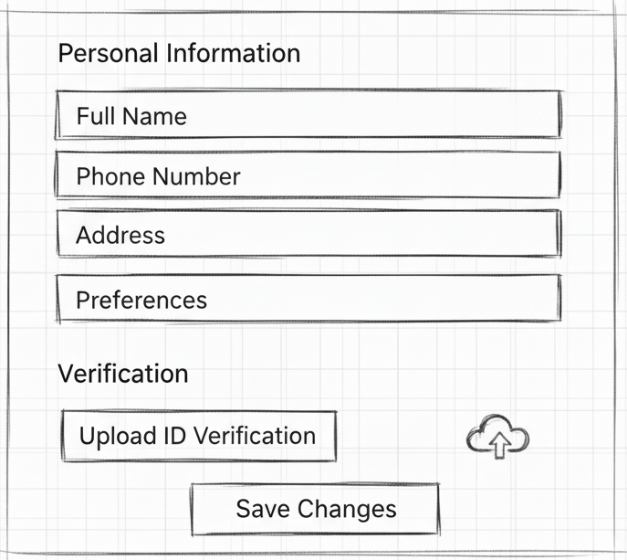 Personal Information
Full Name
Phone Number
Address
Preferences
Verification
Upload ID Verification
Save Changes